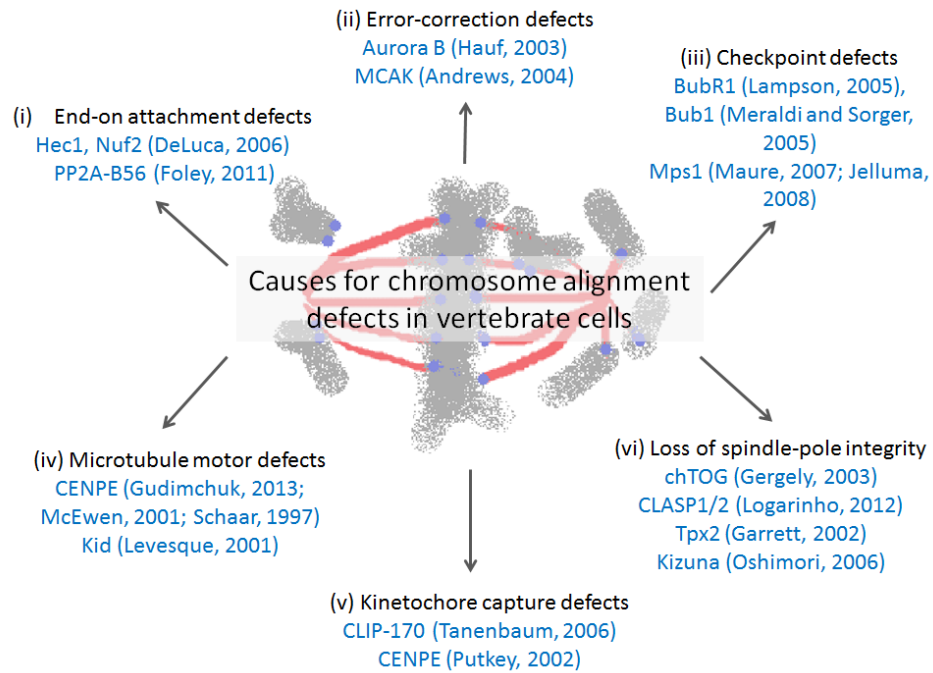 (ii) Error-correction defects
Aurora B (Hauf, 2003)
MCAK (Andrews, 2004)
(iii) Checkpoint defects
BubR1 (Lampson, 2005),
Bub1 (Meraldi and Sorger,
2005)
Mps1 (Maure, 2007; Jelluma,
2008)
(i) End-on attachment defects
Hec1, Nuf2 (DeLuca, 2006)
PP2A-B56 (Foley, 2011)
Causes for chromosome alignment
defects in vertebrate cells
(iv) Microtubule motor defects
CENPE (Gudimchuk, 2013;
McEwen, 2001; Schaar, 1997)
Kid (Levesque, 2001)
(vi) Loss of spindle-pole integrity
chTOG (Gergely, 2003)
CLASP1/2 (Logarinho, 2012)
Tpx2 (Garrett, 2002)
Kizuna (Oshimori, 2006)
(v) Kinetochore capture defects
CLIP-170 (Tanenbaum, 2006)
CENPE (Putkey, 2002)